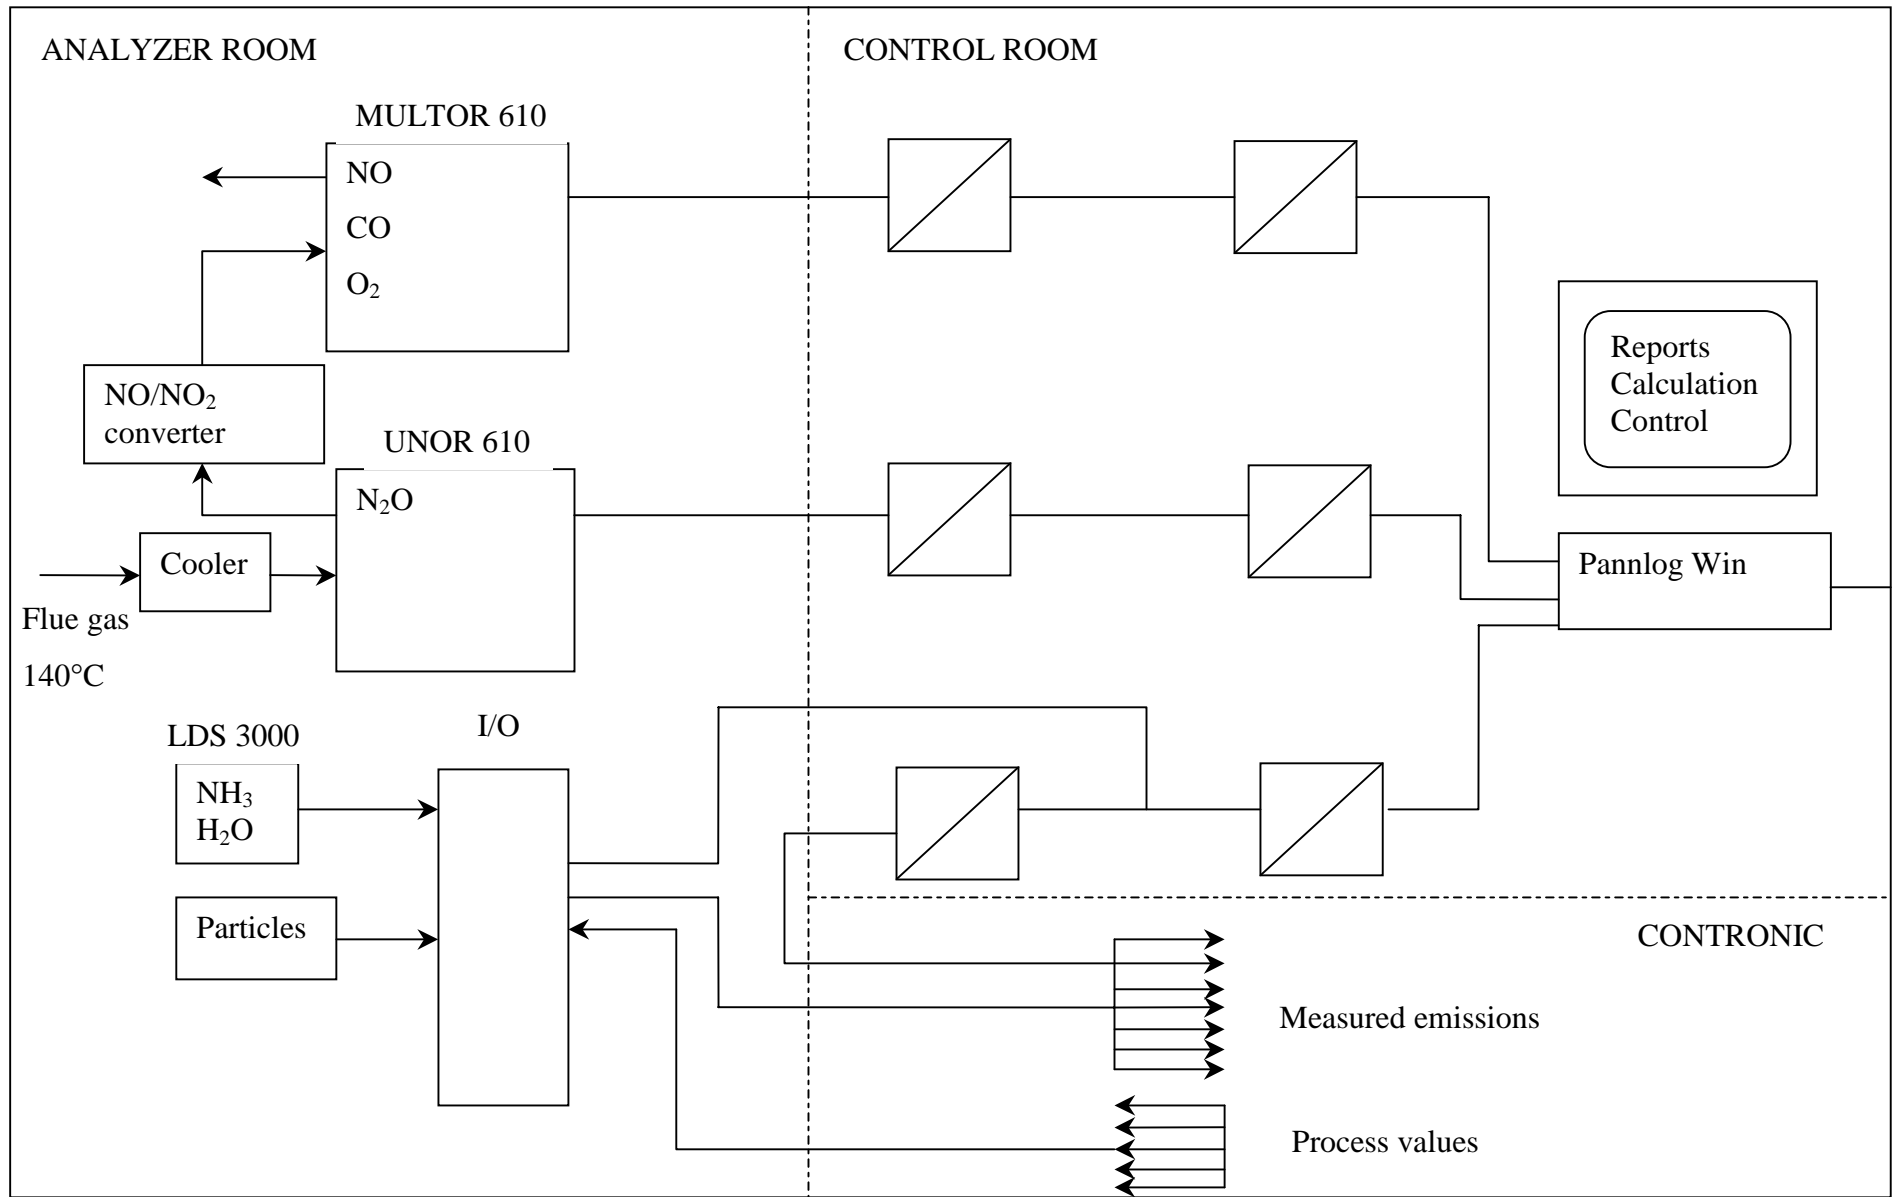 ANALYZER ROOM
CONTROL ROOM
MULTOR 610
NO
CO
O₂
NO/NO₂
converter
UNOR 610
N₂O
Cooler
Flue gas
140°C
Reports
Calculation
Control
Pannlog Win
LDS 3000
I/O
NH₃
H₂O
Particles
CONTRONIC
Measured emissions
Process values